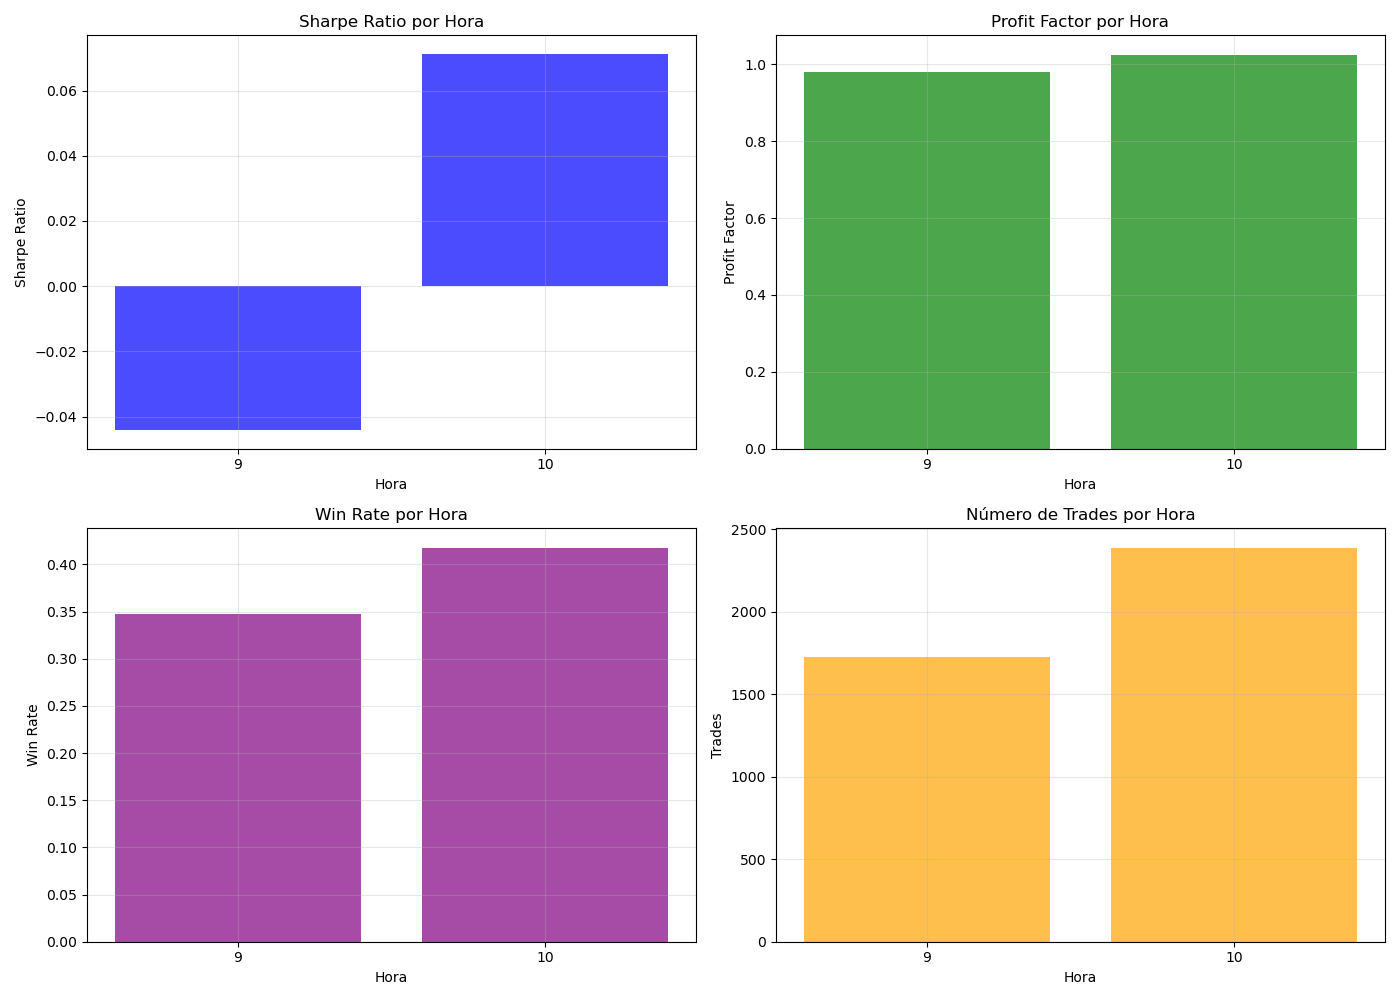 Sharpe Ratio por Hora
Sharpe Ratio
0.06
0.04
0.02
0.00
−0.02
−0.04
9
10
Hora
Profit Factor por Hora
Profit Factor
1.0
0.8
0.6
0.4
0.2
0.0
9
10
Hora
Win Rate por Hora
Win Rate
0.40
0.35
0.30
0.25
0.20
0.15
0.10
0.05
0.00
9
10
Hora
Número de Trades por Hora
Trades
2500
2000
1500
1000
500
0
9
10
Hora